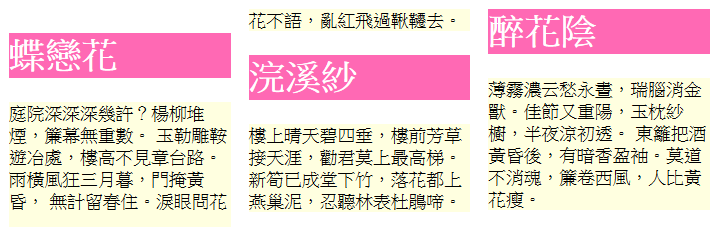 蝶戀花
庭院深深深幾許？楊柳堆
煙，簾幕無重數。 玉勒雕鞍
遊冶處，樓高不見章台路。
雨橫風狂三月暮，門掩黃
昏， 無計留春住。淚眼問花
花不語，亂紅飛過鞦韆去。
浣溪紗
樓上晴天碧四垂，樓前芳草
接天涯，勸君莫上最高梯。
新筍已成堂下竹，落花都上
燕巢泥，忍聽林表杜鵑啼。
醉花陰
薄霧濃云愁永晝，瑞腦消金
獸。佳節又重陽，玉枕紗
櫥，半夜涼初透。 東籬把酒
黃昏後，有暗香盈袖。莫道
不消魂，簾卷西風，人比黃
花瘦。